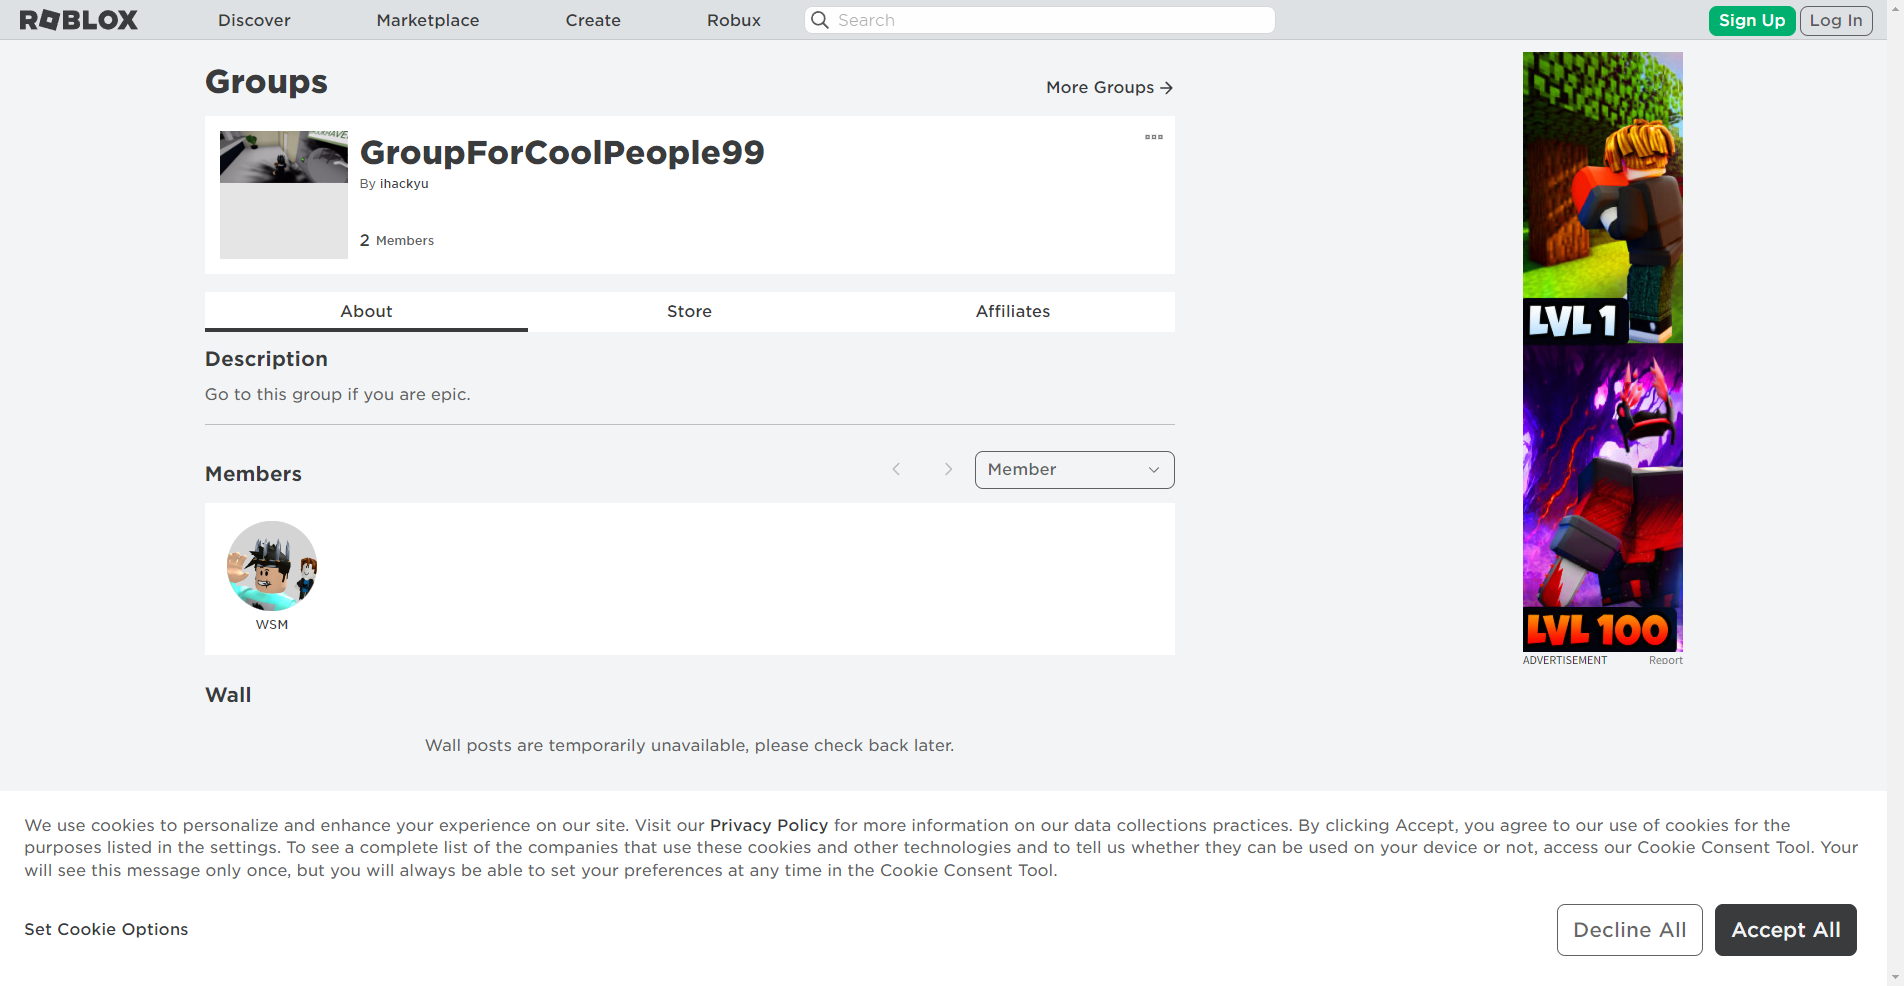 ROBLOX
Discover
Marketplace
Create
Robux
Search
Sign Up
Log In
Groups
More Groups
GroupForCoolPeople99
By ihackyu
2 Members
About
Store
Affiliates
Description
Go to this group if you are epic.
Members
Member
WSM
Wall
Wall posts are temporarily unavailable, please check back later.
LVL 1
LVL 100
ADVERTISEMENT
Report
We use cookies to personalize and enhance your experience on our site. Visit our Privacy Policy for more information on our data collections practices. By clicking Accept, you agree to our use of cookies for the
purposes listed in the settings. To see a complete list of the companies that use these cookies and other technologies and to tell us whether they can be used on your device or not, access our Cookie Consent Tool. Your
will see this message only once, but you will always be able to set your preferences at any time in the Cookie Consent Tool.
Set Cookie Options
Decline All
Accept All